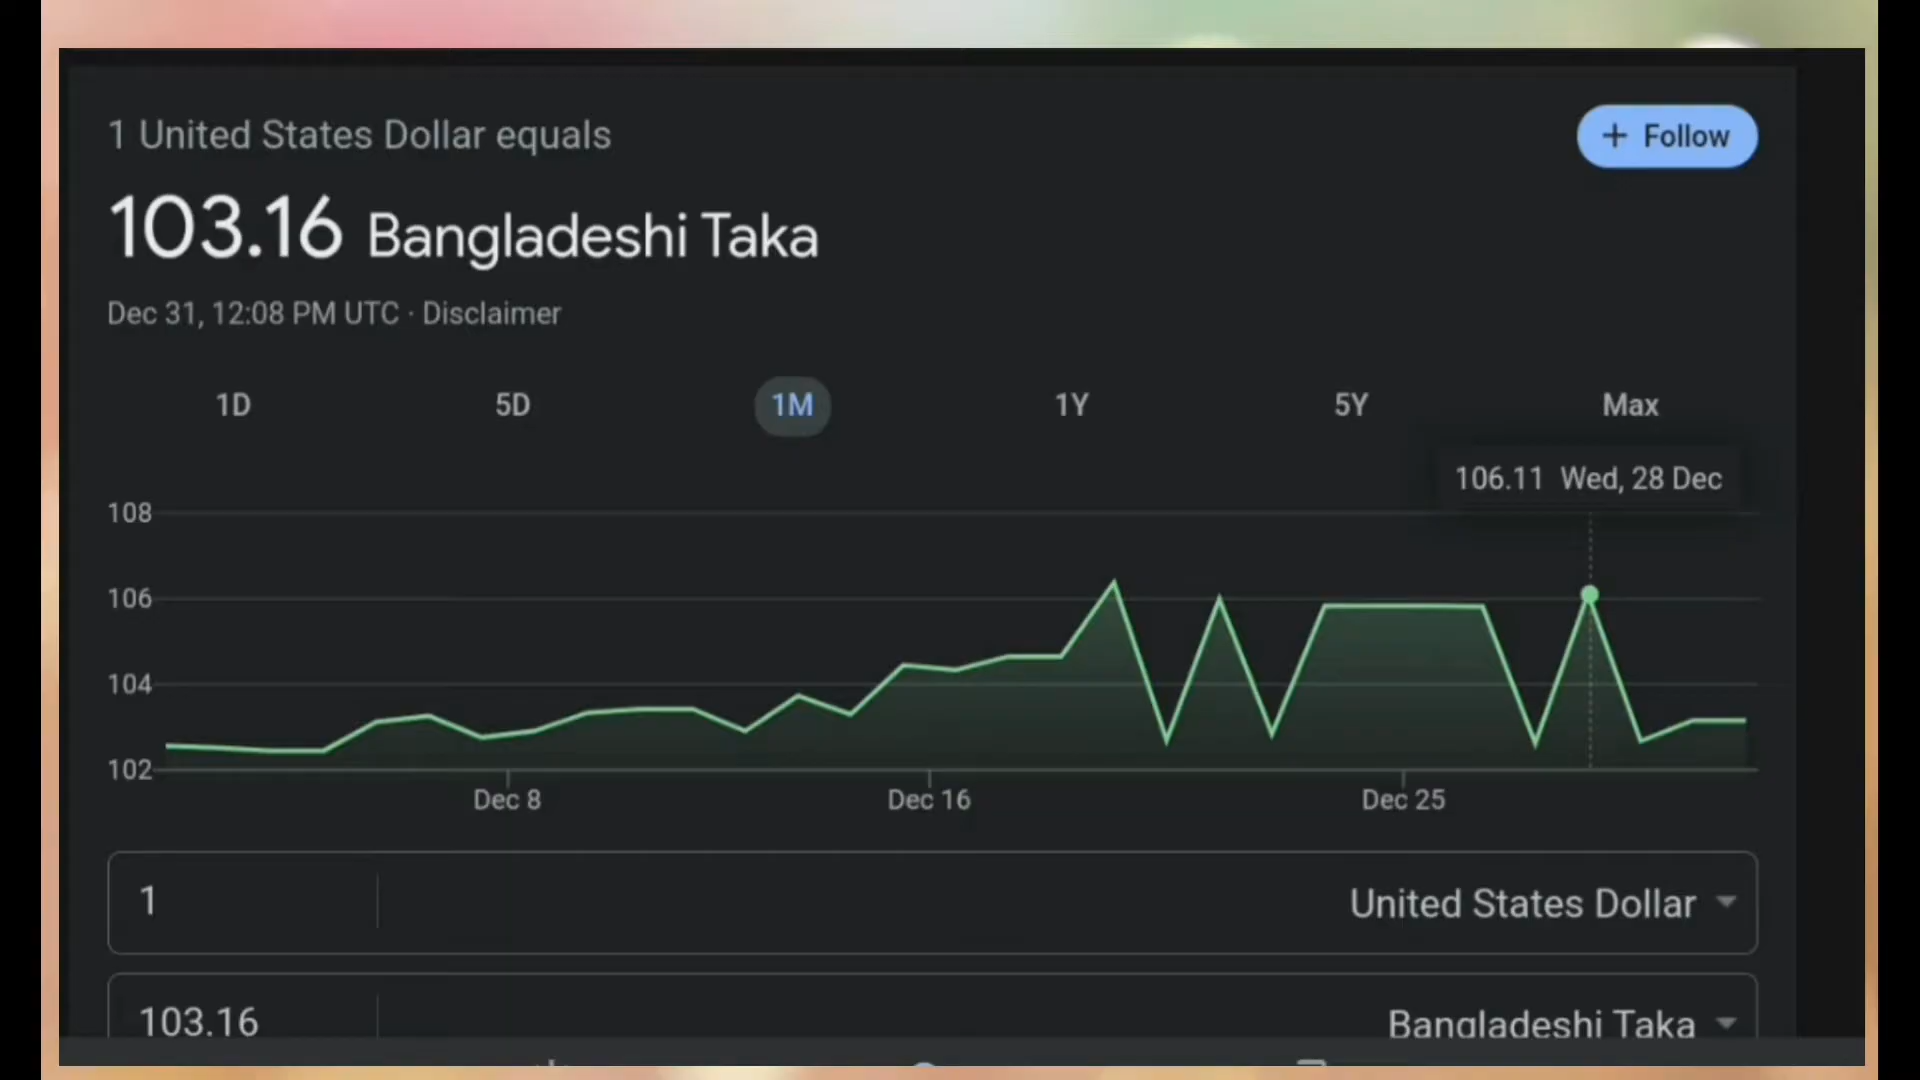 1 United States Dollar equals
+ Follow
103.16 Bangladeshi Taka
Dec 31, 12:08 PM UTC · Disclaimer
1D 5D 1M 1Y 5Y Max
106.11 Wed, 28 Dec
108
106
104
102
Dec 8 Dec 16 Dec 25
1 United States Dollar
103.16 Bangladeshi Taka